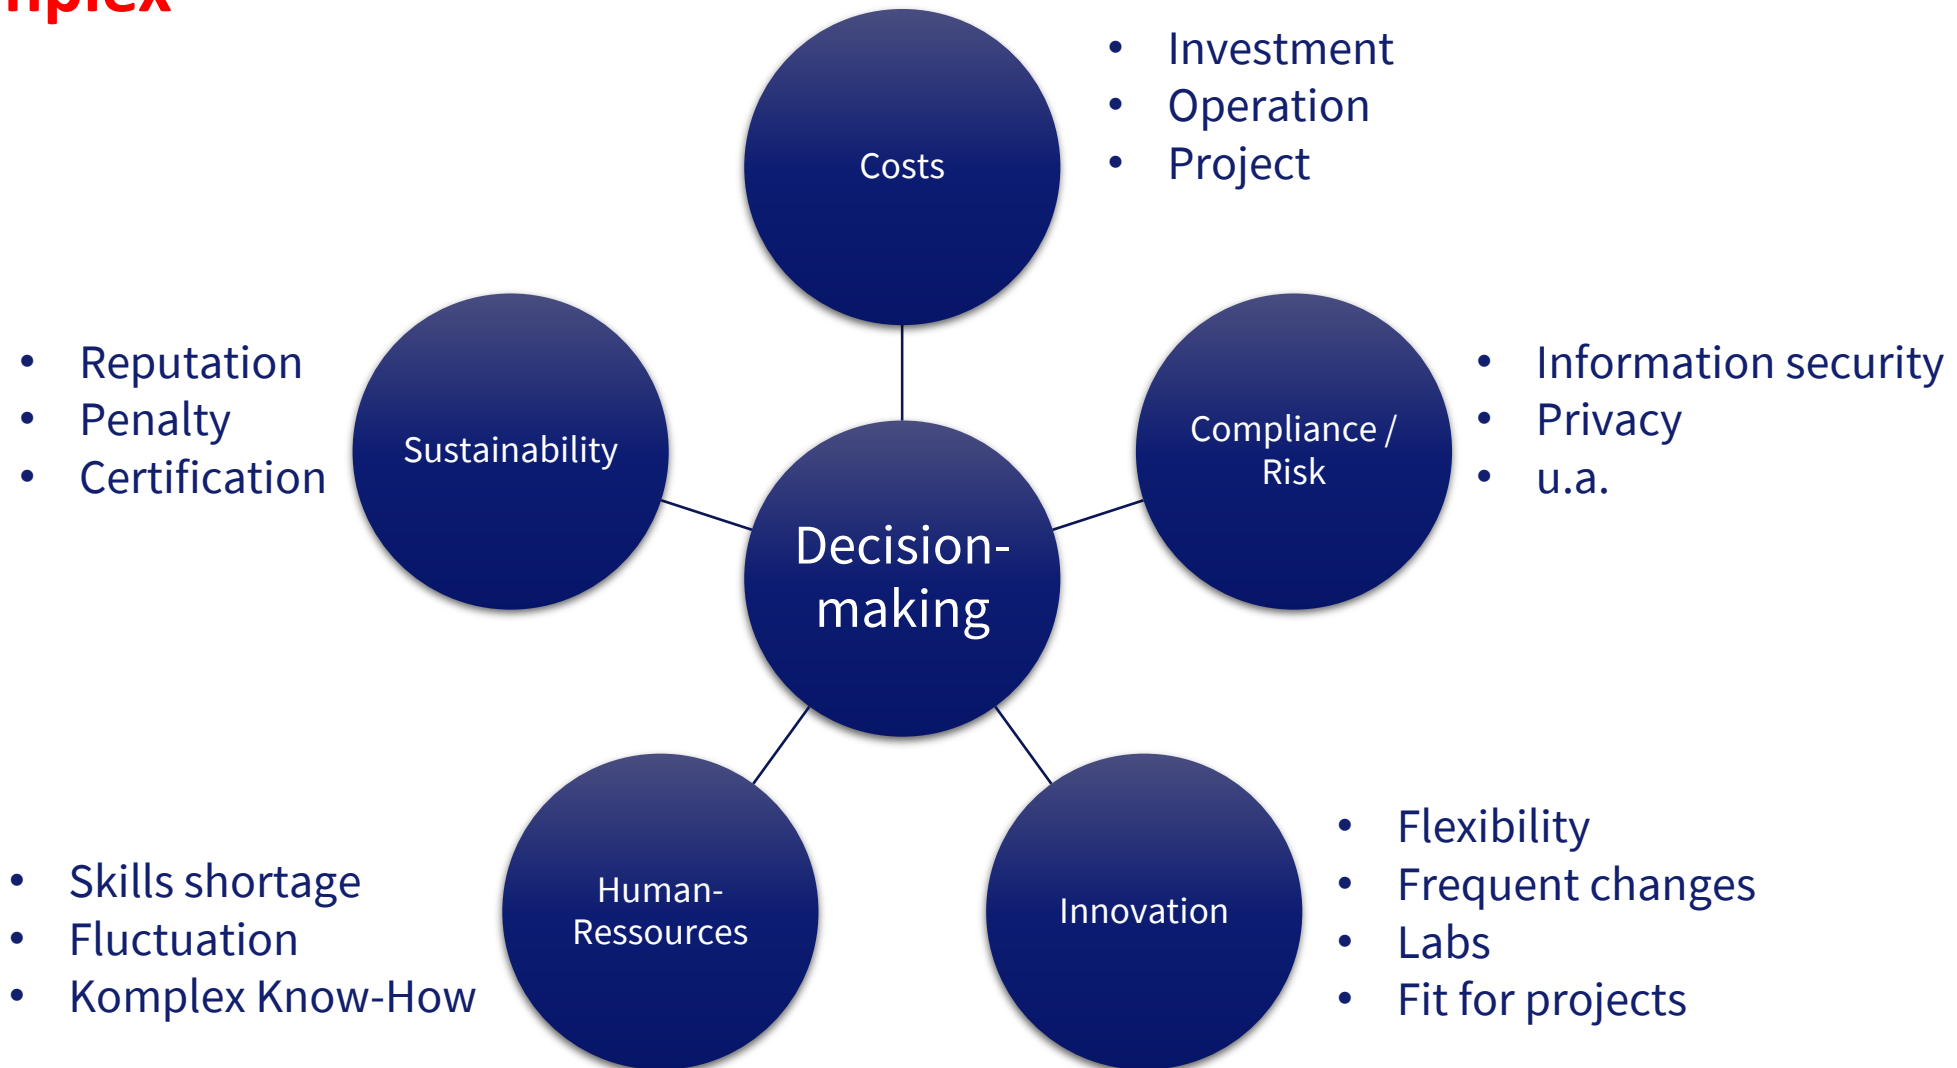 Costs
• Investment
• Operation
• Project
Sustainability
• Reputation
• Penalty
• Certification
Compliance /
Risk
• Information security
• Privacy
• u.a.
Decision-
making
Human-
Ressources
• Skills shortage
• Fluctuation
• Komplex Know-How
Innovation
• Flexibility
• Frequent changes
• Labs
• Fit for projects